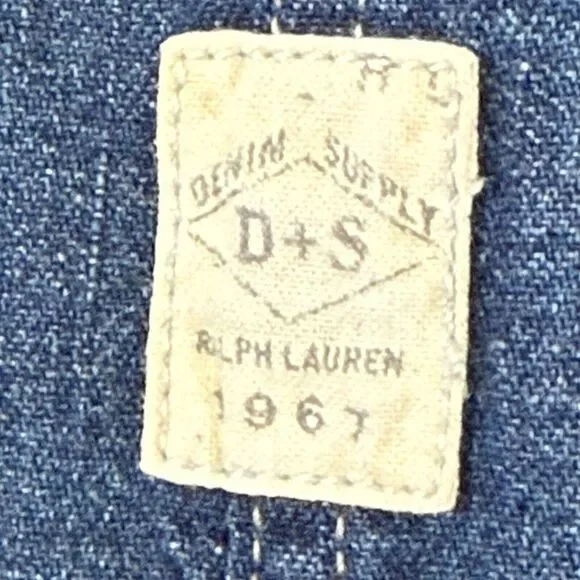 DENIM SUPPLY
D+S
RALPH LAUREN
1967